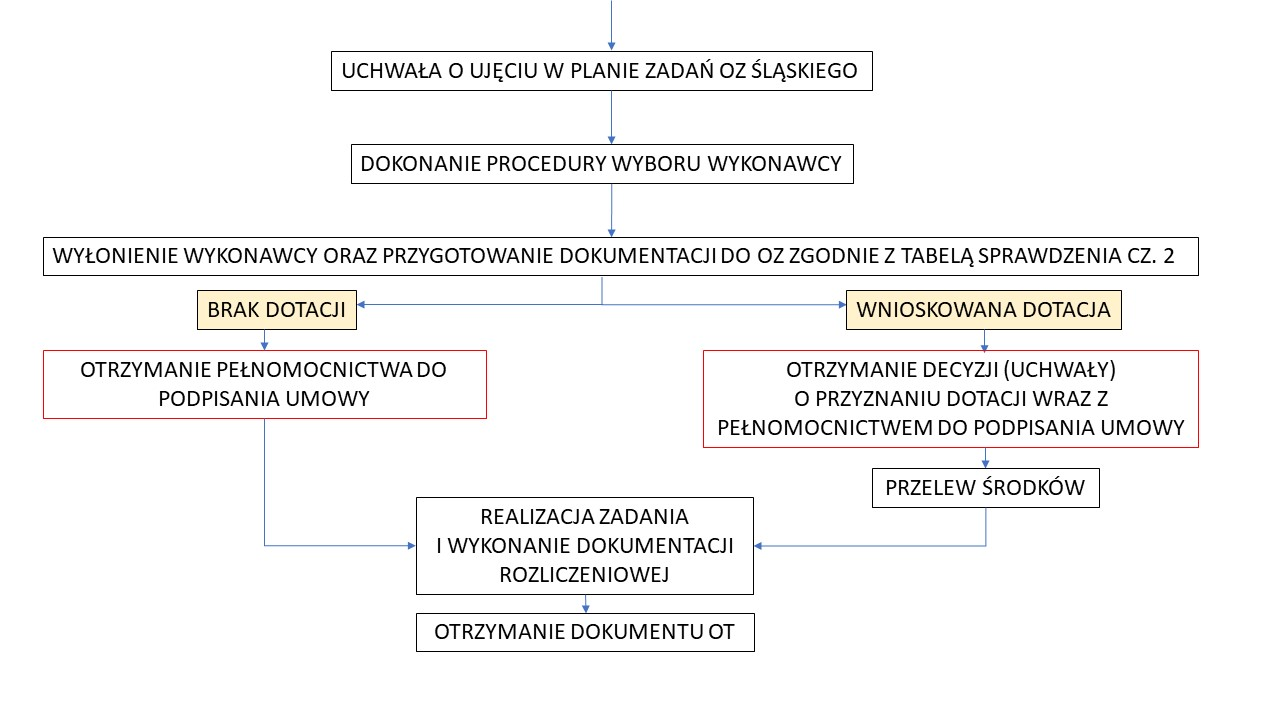 UCHWAŁA O UJĘCIU W PLANIE ZADAŃ OZ ŚLĄSKIEGO
DOKONANIE PROCEDURY WYBORU WYKONAWCY
WYŁONIENIE WYKONAWCY ORAZ PRZYGOTOWANIE DOKUMENTACJI DO OZ ZGODNIE Z TABELĄ SPRAWDZENIA CZ. 2
BRAK DOTACJI
WNIOSKOWANA DOTACJA
OTRZYMANIE PEŁNOMOCNICTWA DO
PODPISANIA UMOWY
OTRZYMANIE DECYZJI (UCHWAŁY)
O PRZYZNANIU DOTACJI WRAZ Z
PEŁNOMOCNICTWEM DO PODPISANIA UMOWY
PRZELEW ŚRODKÓW
REALIZACJA ZADANIA
I WYKONANIE DOKUMENTACJI
ROZLICZENIOWEJ
OTRZYMANIE DOKUMENTU OT